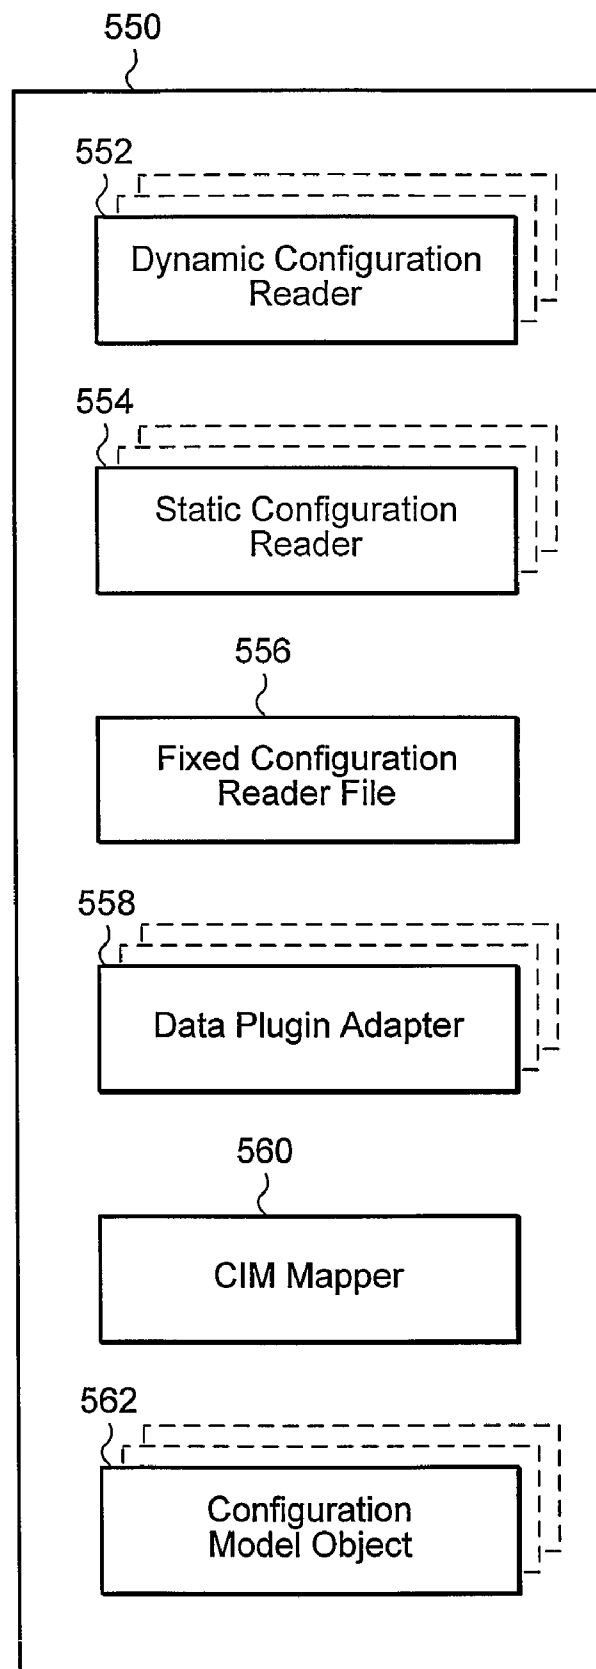 550
552
Dynamic Configuration
Reader
554
Static Configuration
Reader
556
Fixed Configuration
Reader File
558
Data Plugin Adapter
560
CIM Mapper
562
Configuration
Model Object